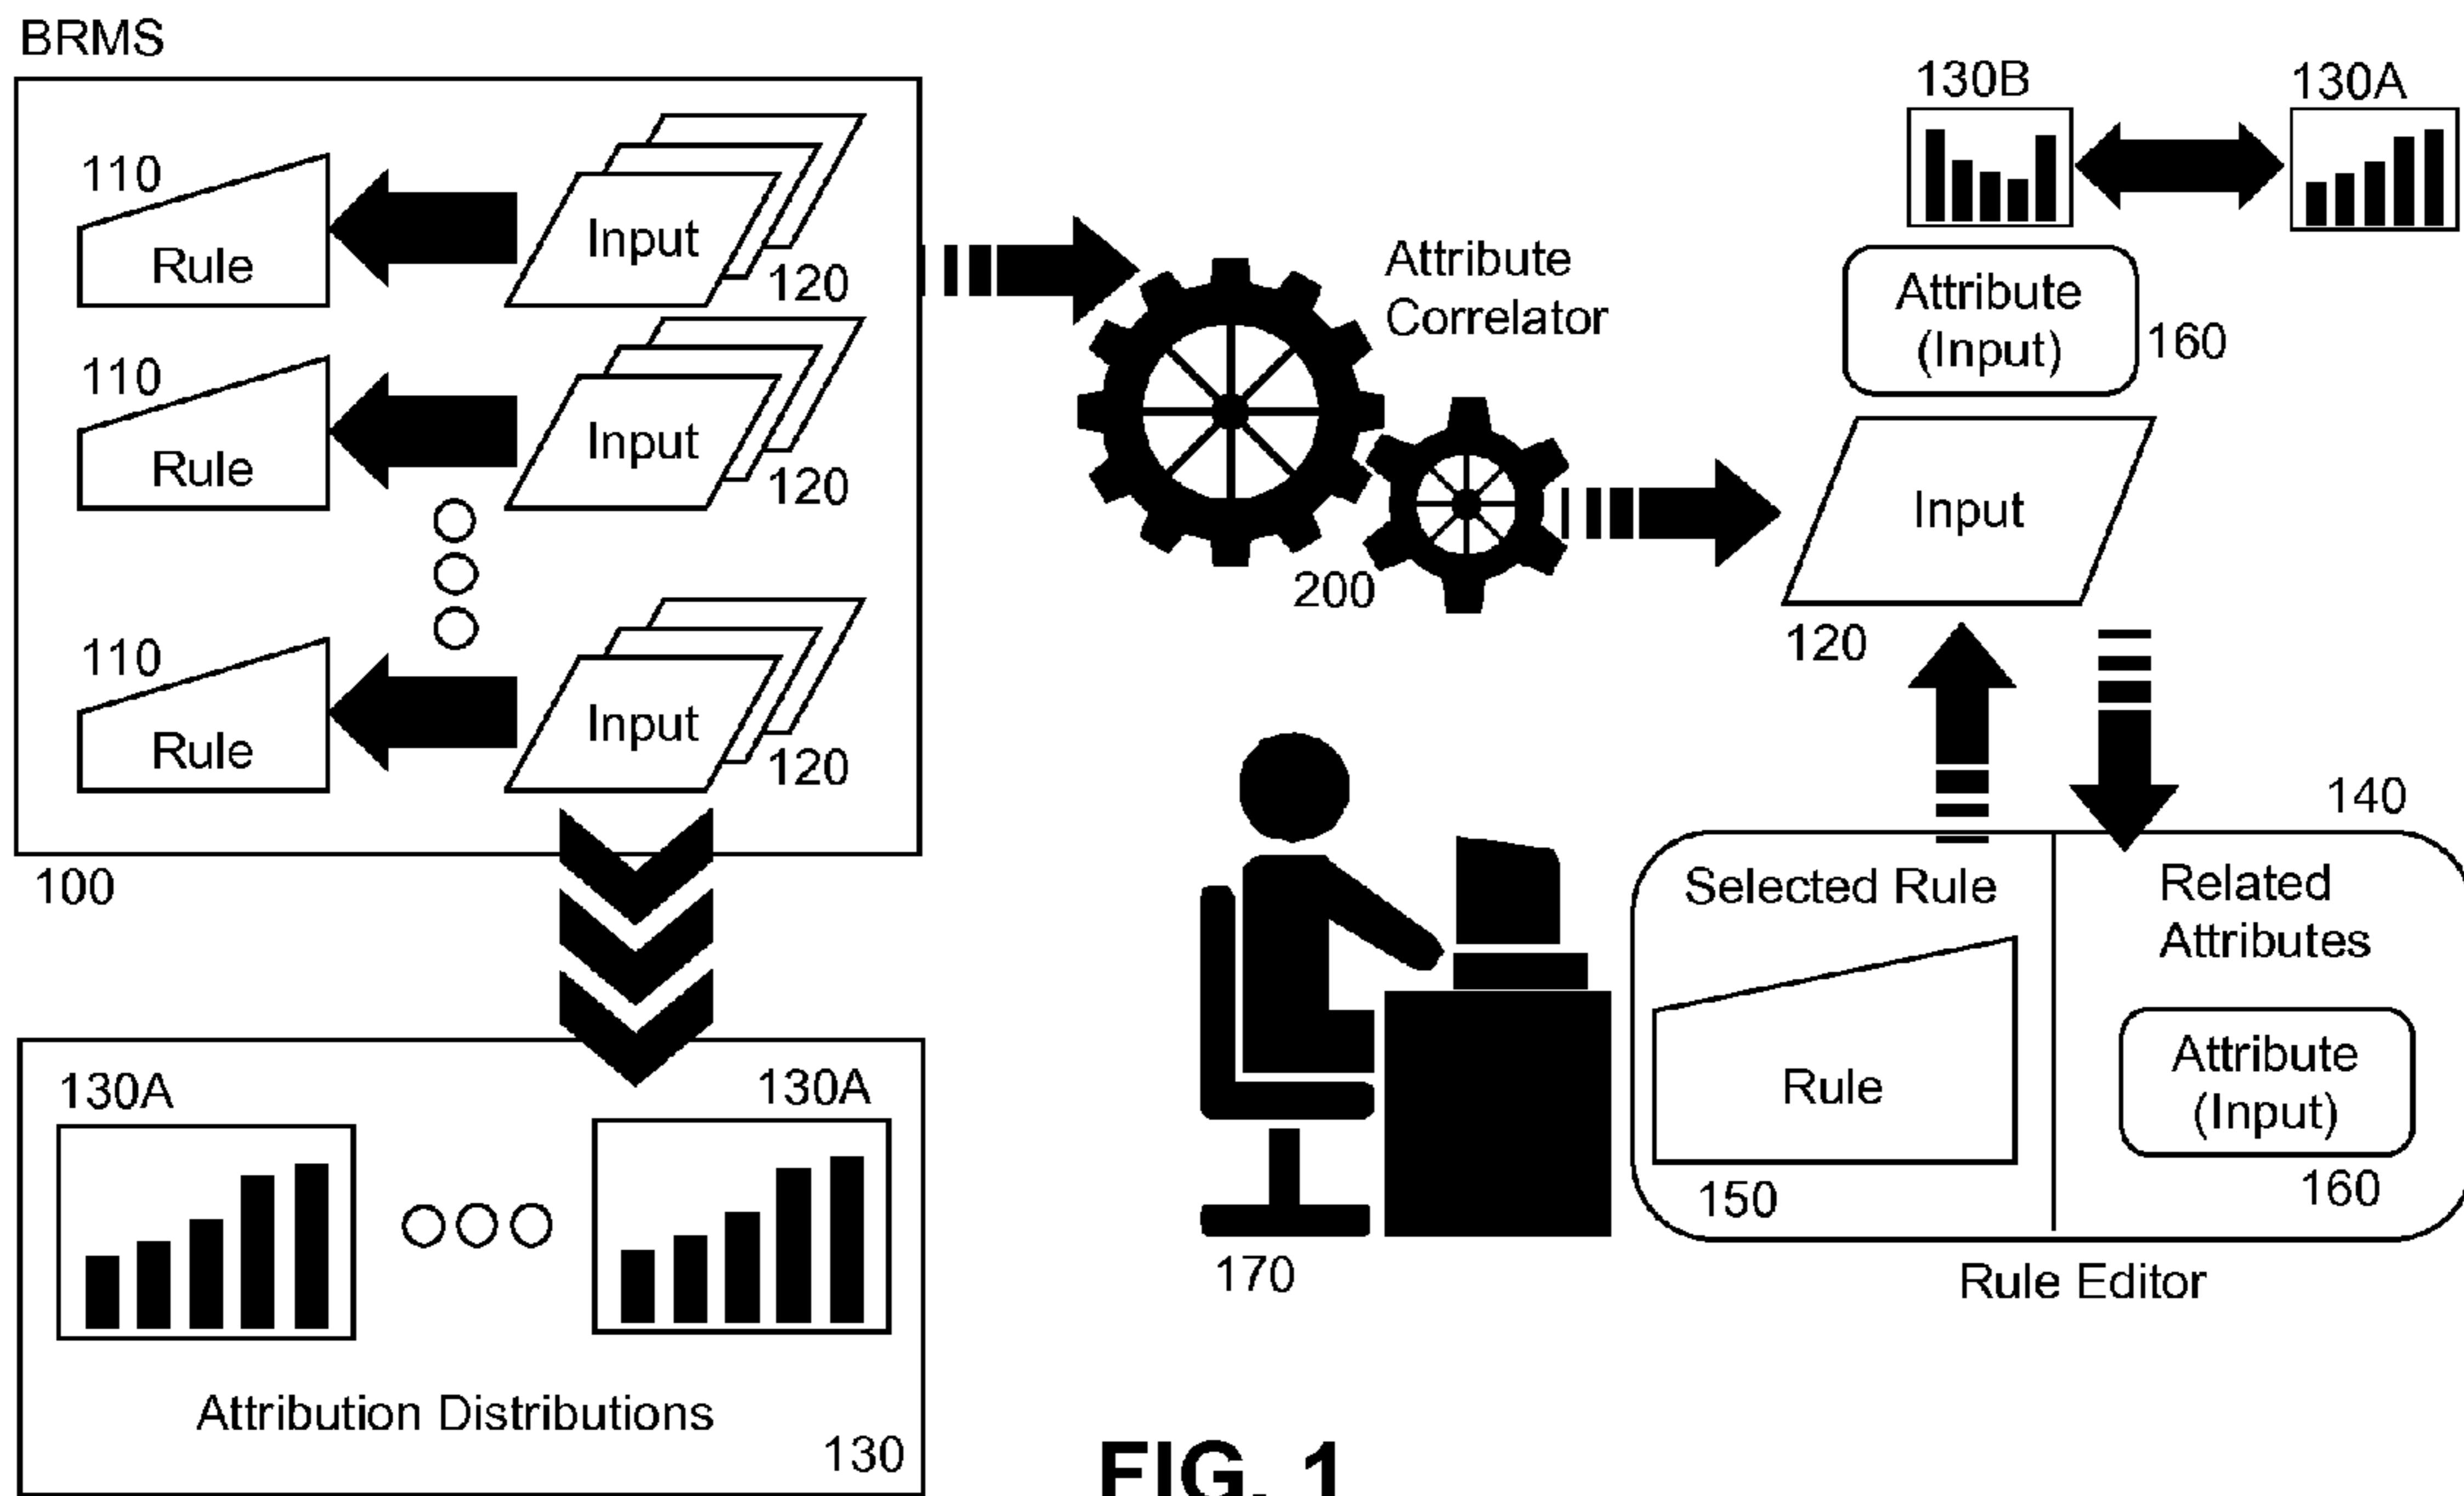 BRMS
110
Rule
Input
120
110
Rule
Input
120
110
Rule
Input
120
100
130A
130A
Attribution Distributions
130
Attribute
Correlator
200
130B
130A
Attribute
(Input)
160
Input
120
140
Selected Rule
Rule
150
Related
Attributes
Attribute
(Input)
160
Rule Editor
170
FIG. 1